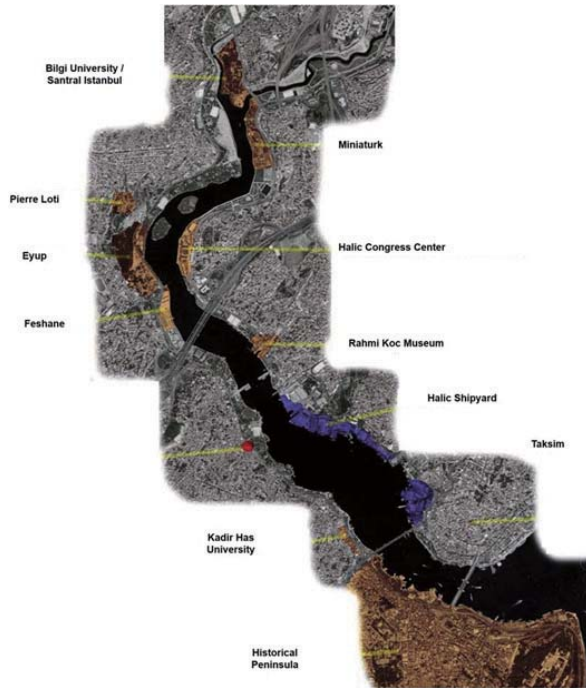 Bilgi University /
Santral Istanbul
Miniaturk
Pierre Loti
Halic Congress Center
Eyup
Feshane
Rahmi Koc Museum
Halic Shipyard
Taksim
Kadir Has
University
Historical
Peninsula